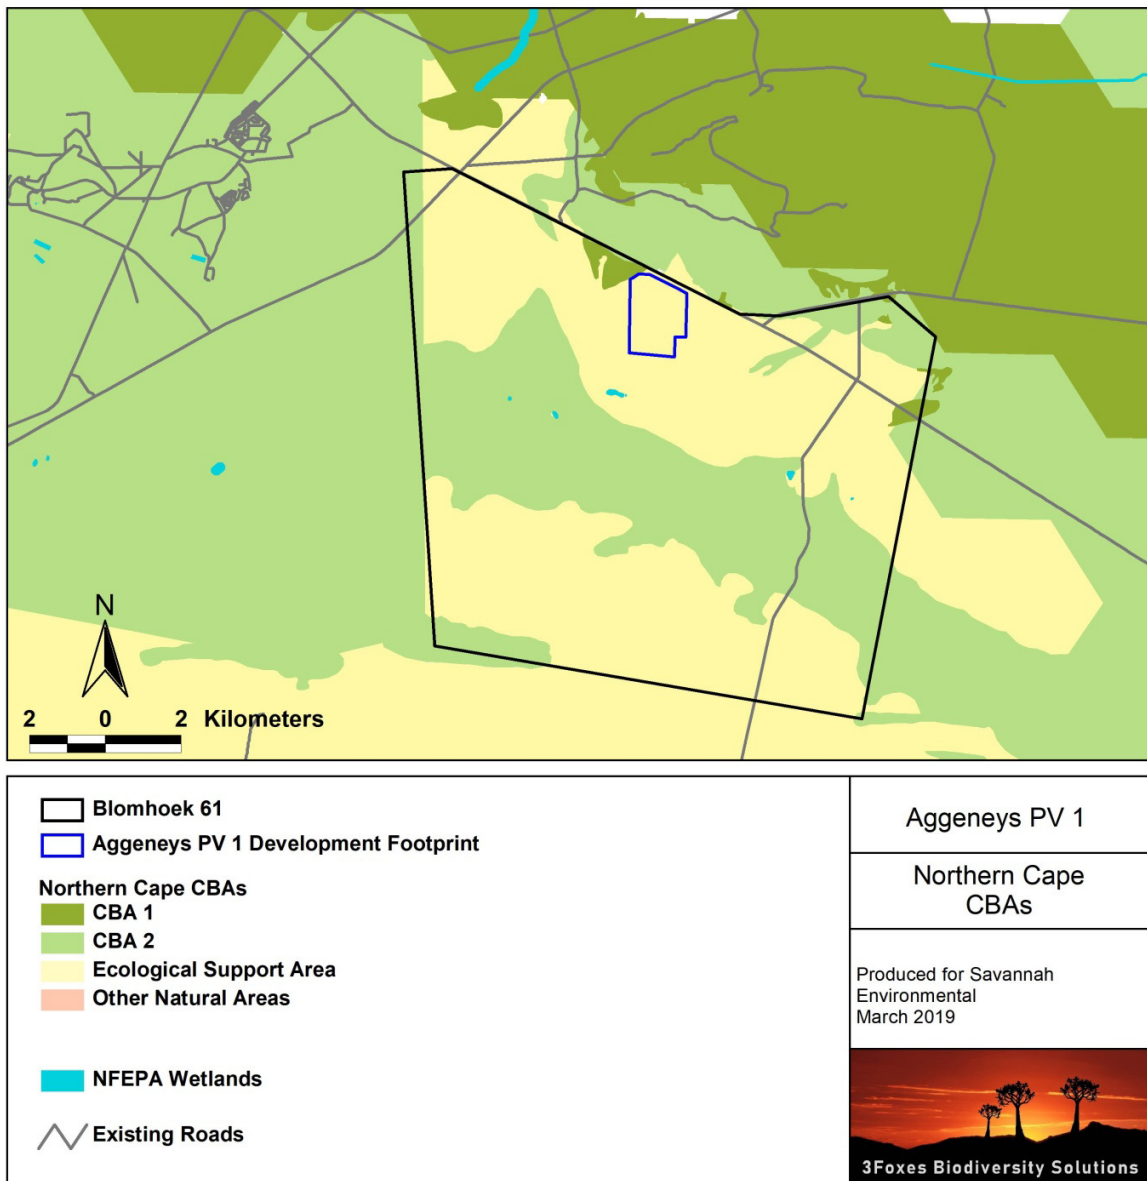 N
2 0 2 Kilometers
Blomhoek 61
Aggeneys PV 1 Development Footprint
Northern Cape CBAs
CBA 1
CBA 2
Ecological Support Area
Other Natural Areas
NFEPA Wetlands
Existing Roads
Aggeneys PV 1
Northern Cape
CBAs
Produced for Savannah
Environmental
March 2019
3Foxes Biodiversity Solutions